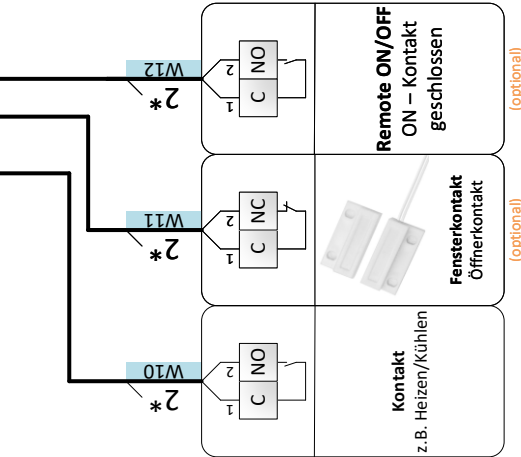 W12
2*
2
NO
1
C
Remote ON/OFF
ON – Kontakt
geschlossen
(optional)
W11
2*
2
NC
1
C
Fensterkontakt
Öffnerkontakt
(optional)
W10
2*
2
NO
1
C
Kontakt
z.B. Heizen/Kühlen